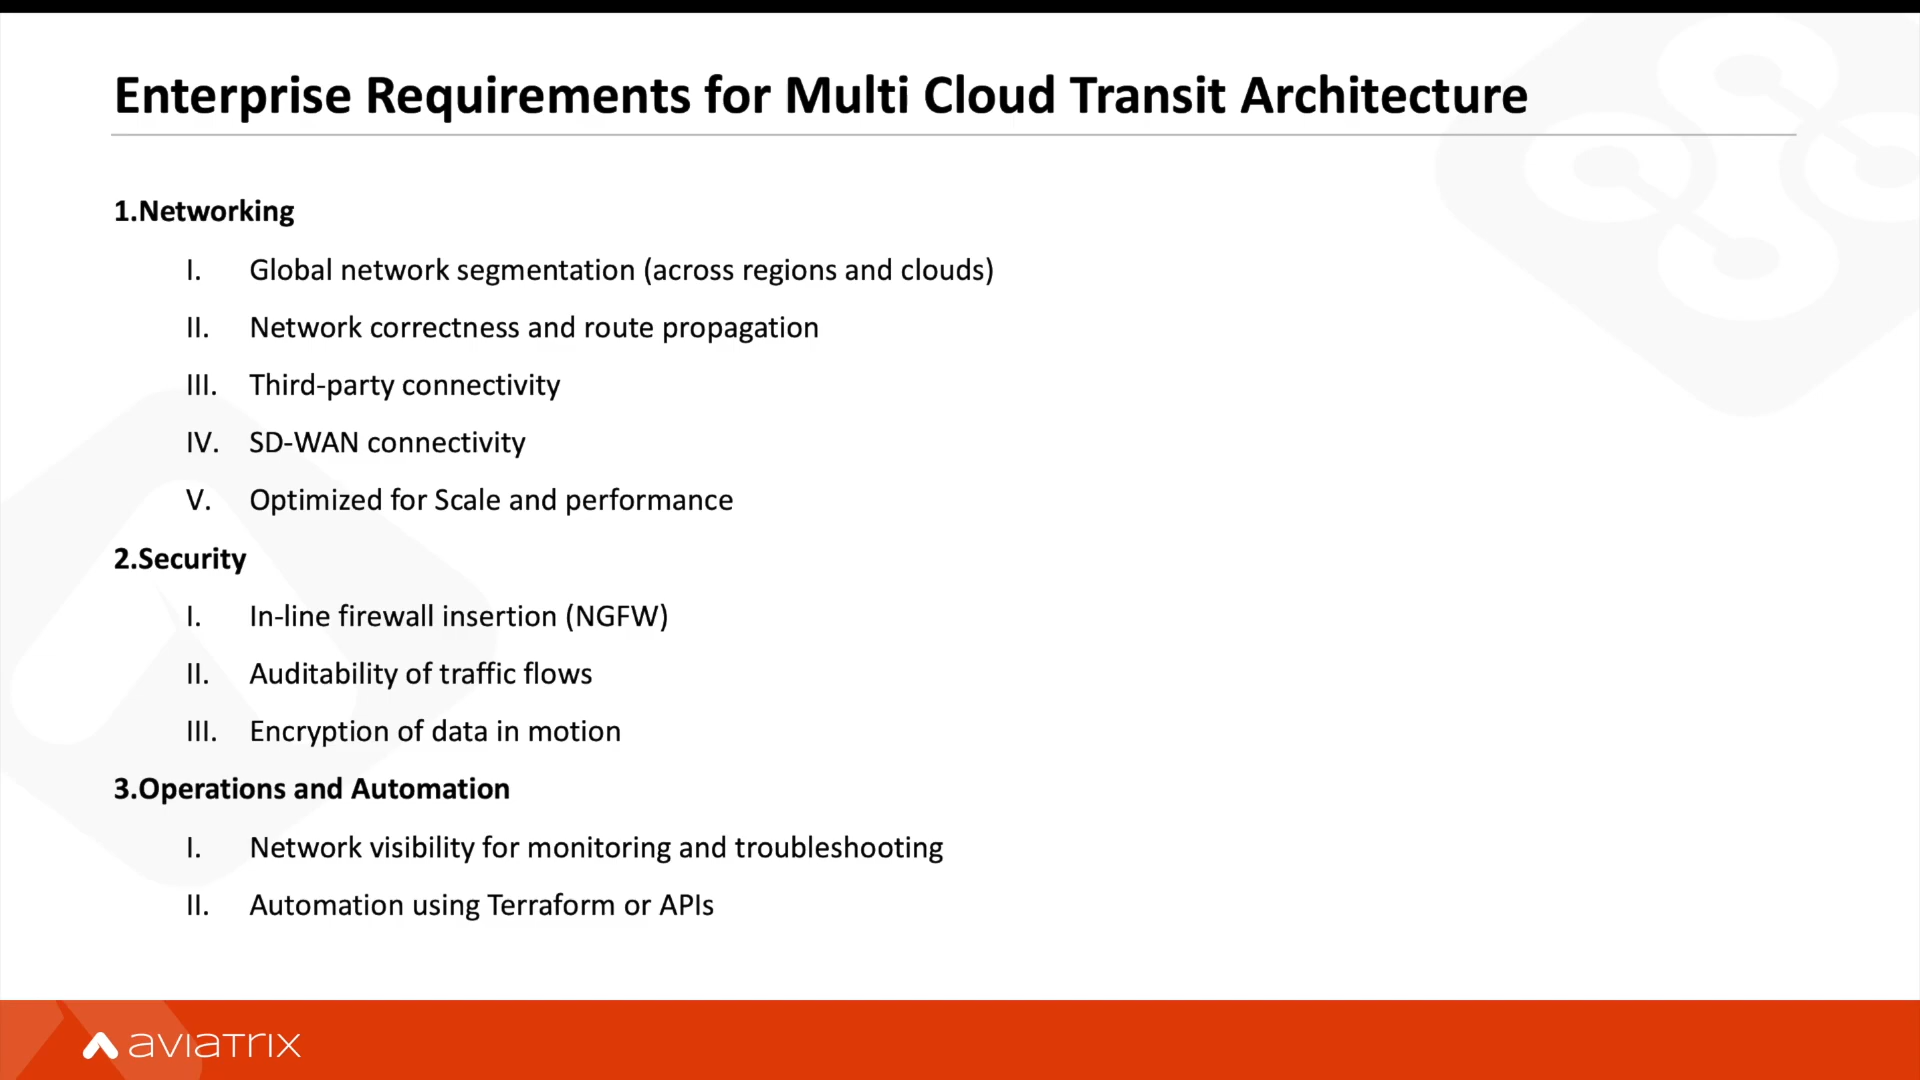 Enterprise Requirements for Multi Cloud Transit Architecture
1.Networking
I. Global network segmentation (across regions and clouds)
II. Network correctness and route propagation
III. Third-party connectivity
IV. SD-WAN connectivity
V. Optimized for Scale and performance
2.Security
I. In-line firewall insertion (NGFW)
II. Auditability of traffic flows
III. Encryption of data in motion
3.Operations and Automation
I. Network visibility for monitoring and troubleshooting
II. Automation using Terraform or APIs
aviatrix